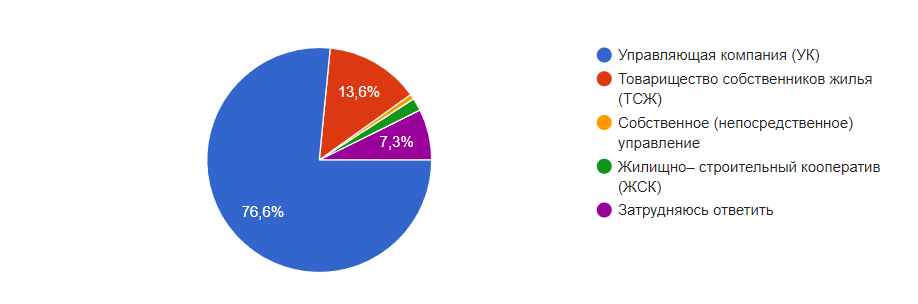 Управляющая компания (УК)
Товарищество собственников жилья
(ТСЖ)
Собственное (непосредственное)
управление
Жилищно– строительный кооператив
(ЖСК)
Затрудняюсь ответить
13,6%
7,3%
76,6%